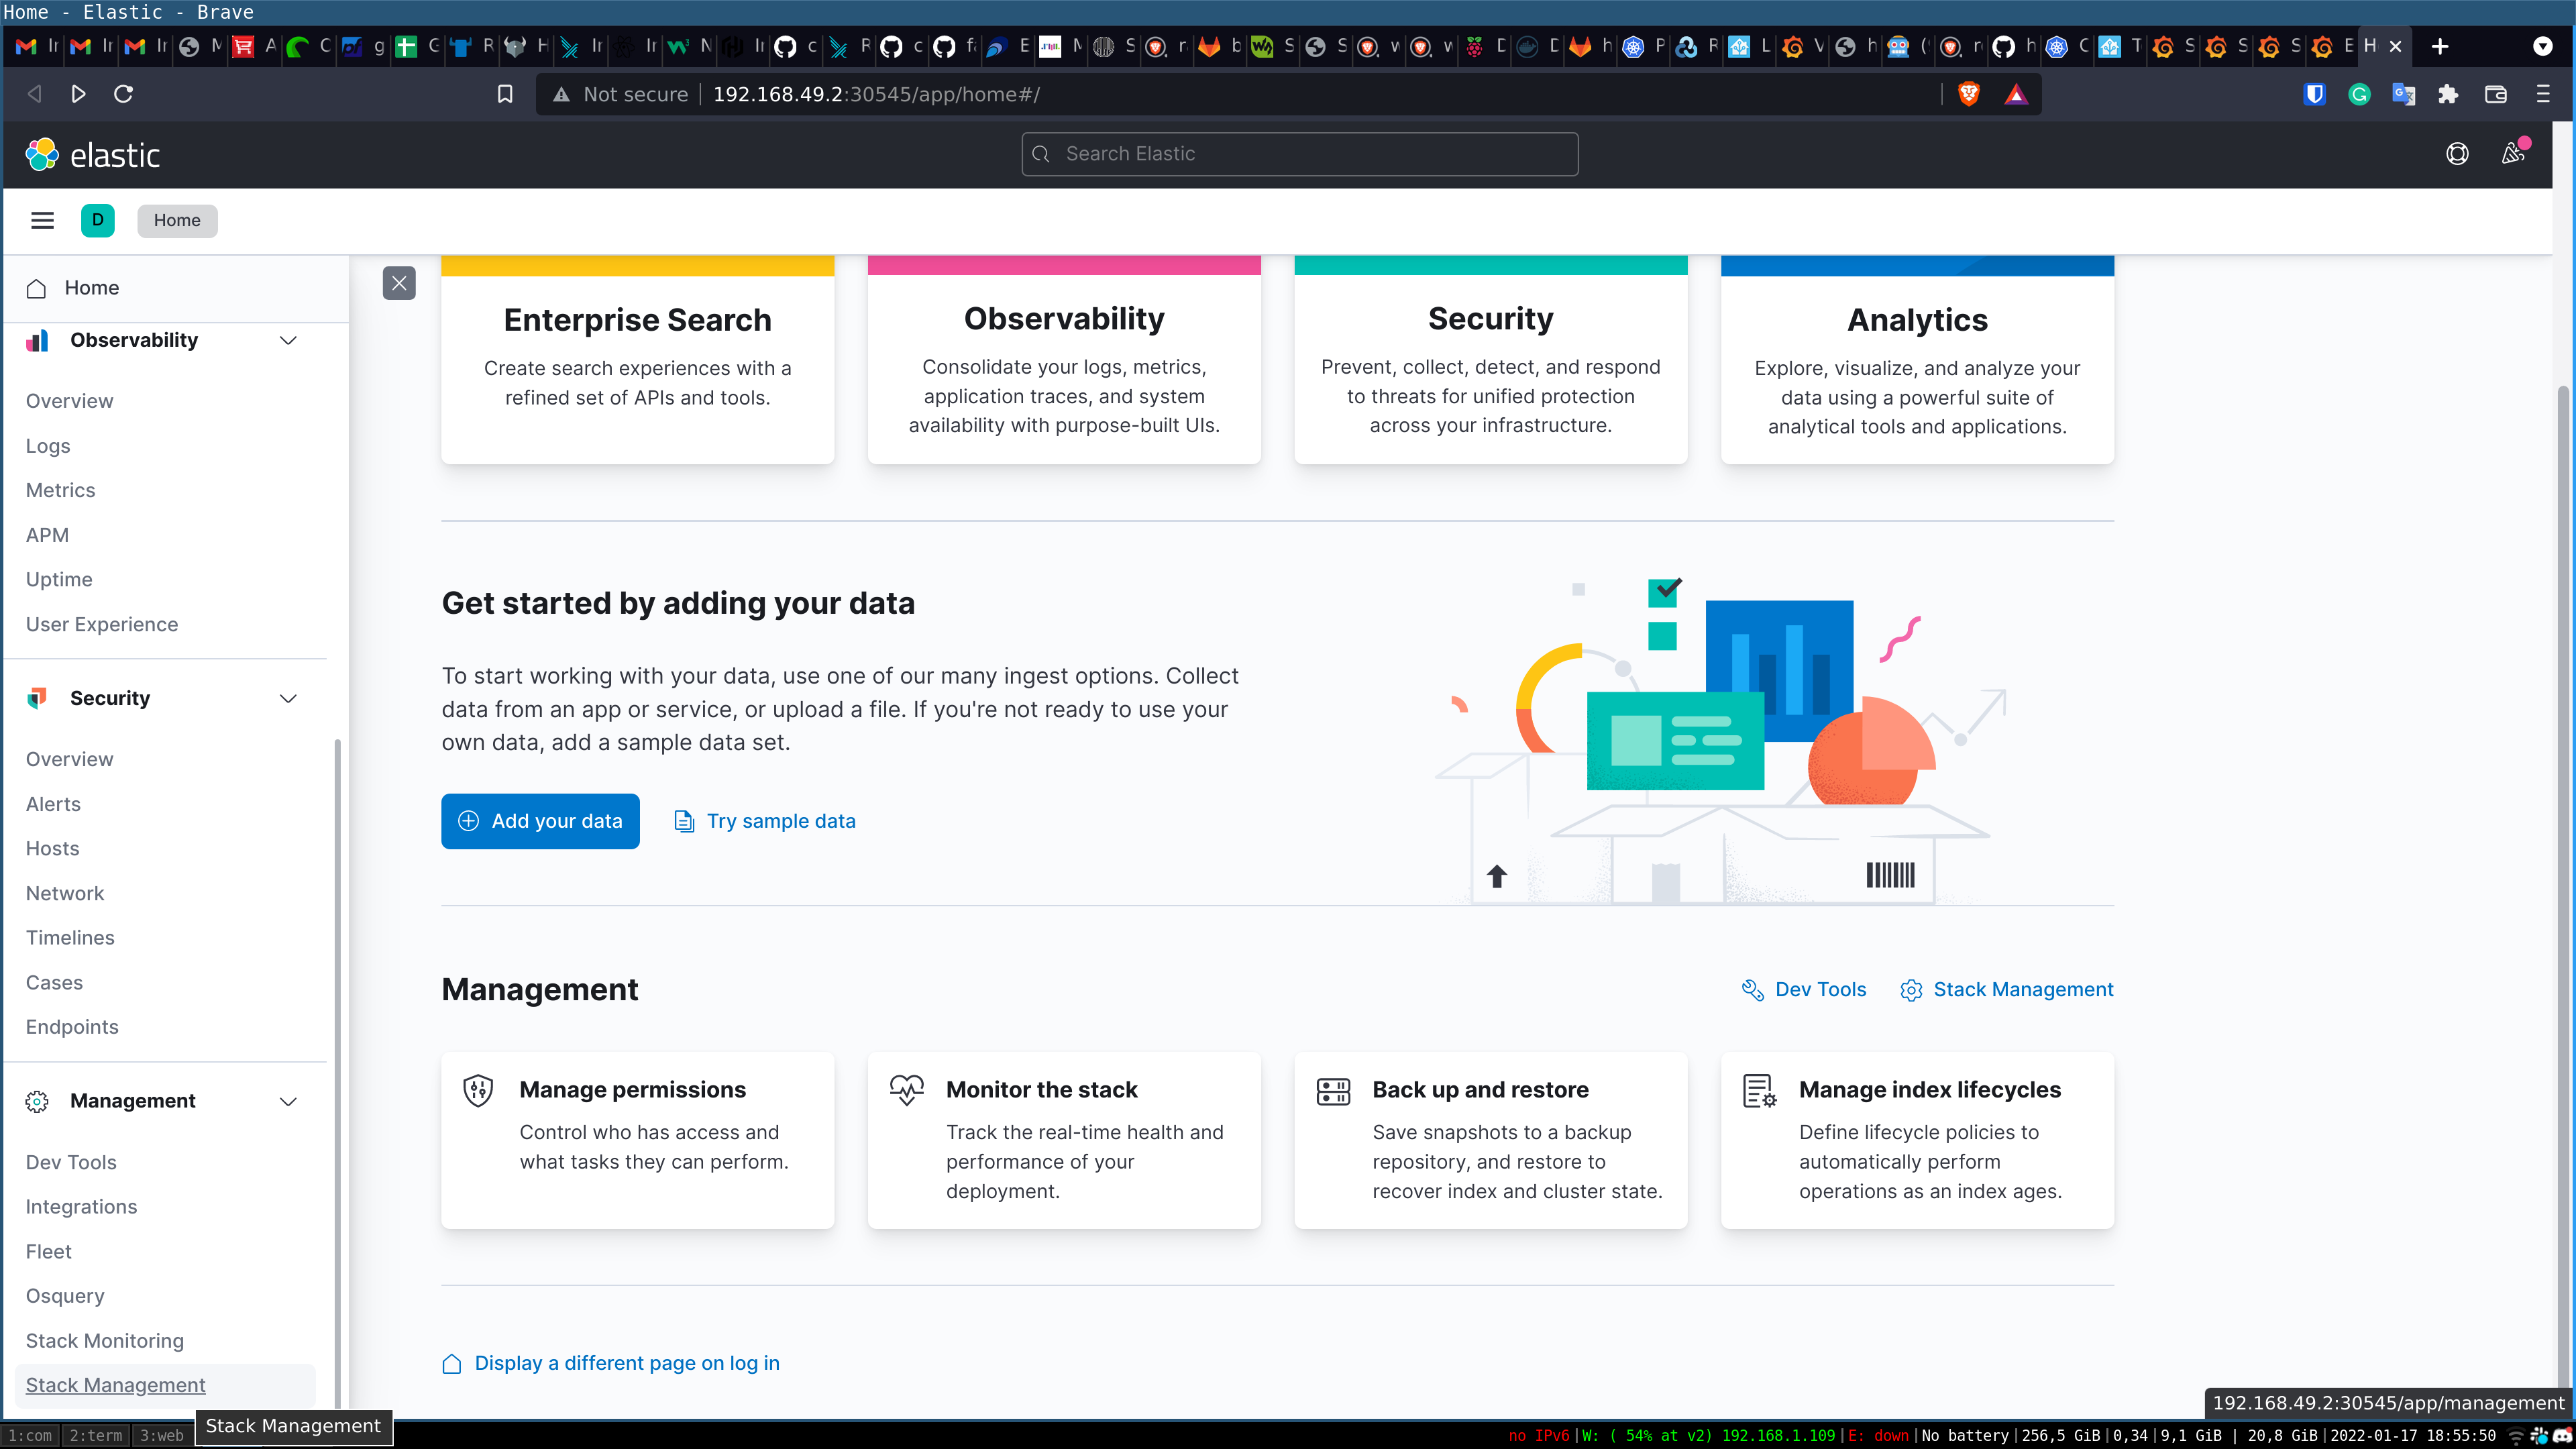 Home - Elastic - Brave
Not secure
192.168.49.2:30545/app/home#/
elastic
Search Elastic
D
Home
Home
Observability
Overview
Logs
Metrics
APM
Uptime
User Experience
Security
Overview
Alerts
Hosts
Network
Timelines
Cases
Endpoints
Management
Dev Tools
Integrations
Fleet
Osquery
Stack Monitoring
Stack Management
Enterprise Search
Create search experiences with a
refined set of APIs and tools.
Observability
Consolidate your logs, metrics,
application traces, and system
availability with purpose-built UIs.
Security
Prevent, collect, detect, and respond
to threats for unified protection
across your infrastructure.
Analytics
Explore, visualize, and analyze your
data using a powerful suite of
analytical tools and applications.
Get started by adding your data
To start working with your data, use one of our many ingest options. Collect
data from an app or service, or upload a file. If you're not ready to use your
own data, add a sample data set.
Add your data
Try sample data
Management
Dev Tools
Stack Management
Manage permissions
Control who has access and
what tasks they can perform.
Monitor the stack
Track the real-time health and
performance of your
deployment.
Back up and restore
Save snapshots to a backup
repository, and restore to
recover index and cluster state.
Manage index lifecycles
Define lifecycle policies to
automatically perform
operations as an index ages.
Display a different page on log in
192.168.49.2:30545/app/management
Stack Management
1:com 2:term 3:web
no IPv6|W: ( 54% at v2) 192.168.1.109|E: down|No battery|256,5 GiB|0,34|9,1 GiB | 20,8 GiB|2022-01-17 18:55:50